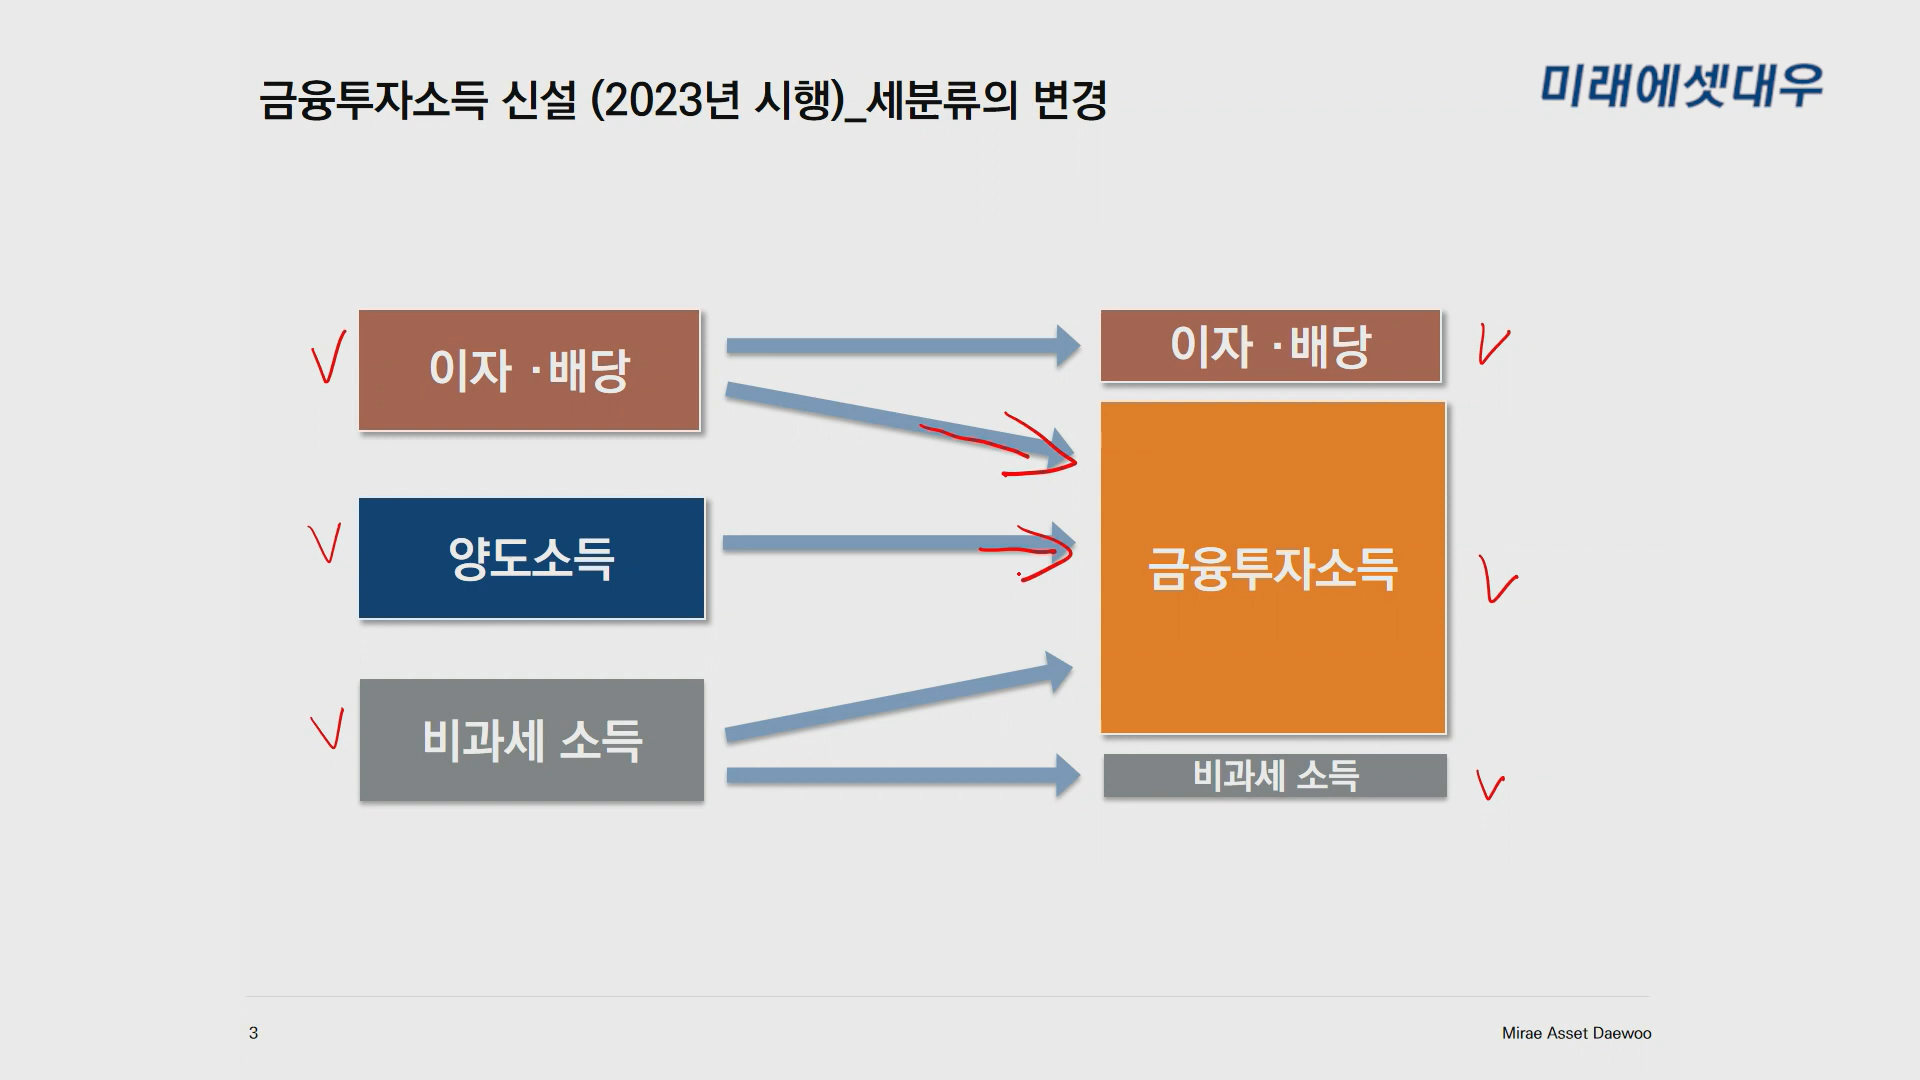 금융투자소득 신설 (2023년 시행)_세분류의 변경
미래에셋대우
이자 ·배당
이자 ·배당
양도소득
금융투자소득
비과세 소득
비과세 소득
3
Mirae Asset Daewoo